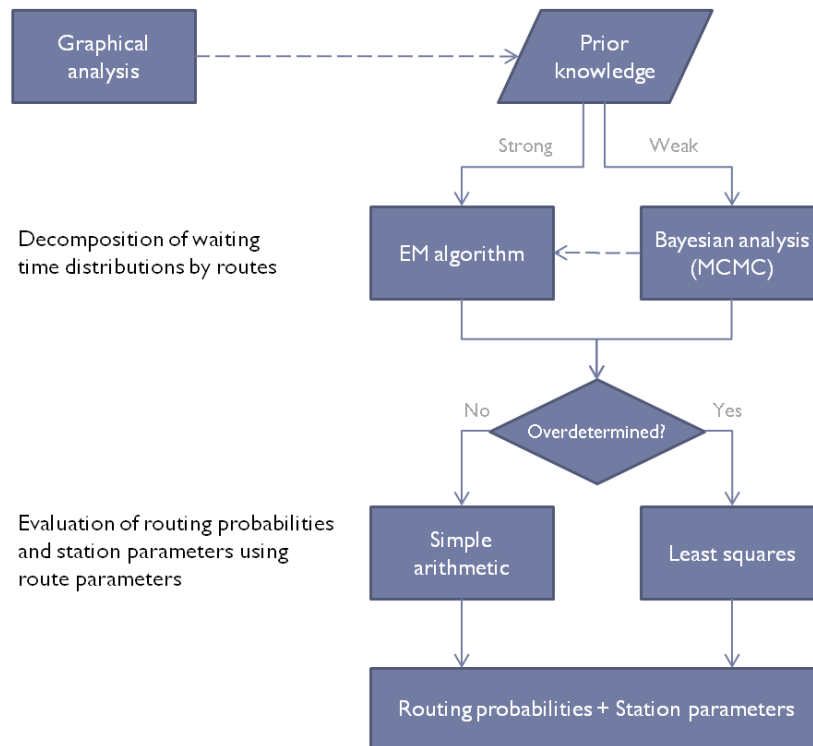 Graphical
analysis
Prior
knowledge
Strong
Weak
Decomposition of waiting
time distributions by routes
EM algorithm
Bayesian analysis
(MCMC)
No
Yes
Overdetermined?
Evaluation of routing probabilities
and station parameters using
route parameters
Simple
arithmetic
Least squares
Routing probabilities + Station parameters